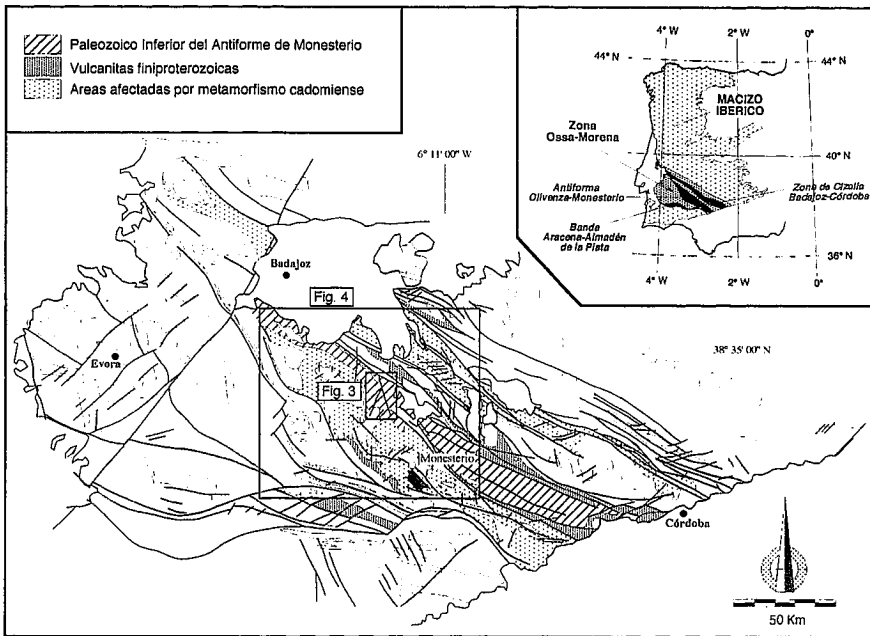 Paleozoico Inferior del Antiforme de Monesterio
Vulcanitas finiproterozoicas
Areas afectadas por metamorfismo cadomiense
4° W
2° W
0°
44° N
44° N
MACIZO
IBERICO
Zona
Ossa-Morena
40° N
Antiforma
Olivenza-Monesterio
Zona de Cizalla
Badajoz-Córdoba
Banda
Aracena-Almadén
de la Plata
36° N
4° W
2° W
0°
6° 11' 00" W
Badajoz
Fig. 4
Evora
38° 35' 00" N
Fig. 3
Monesterio
Córdoba
50 Km